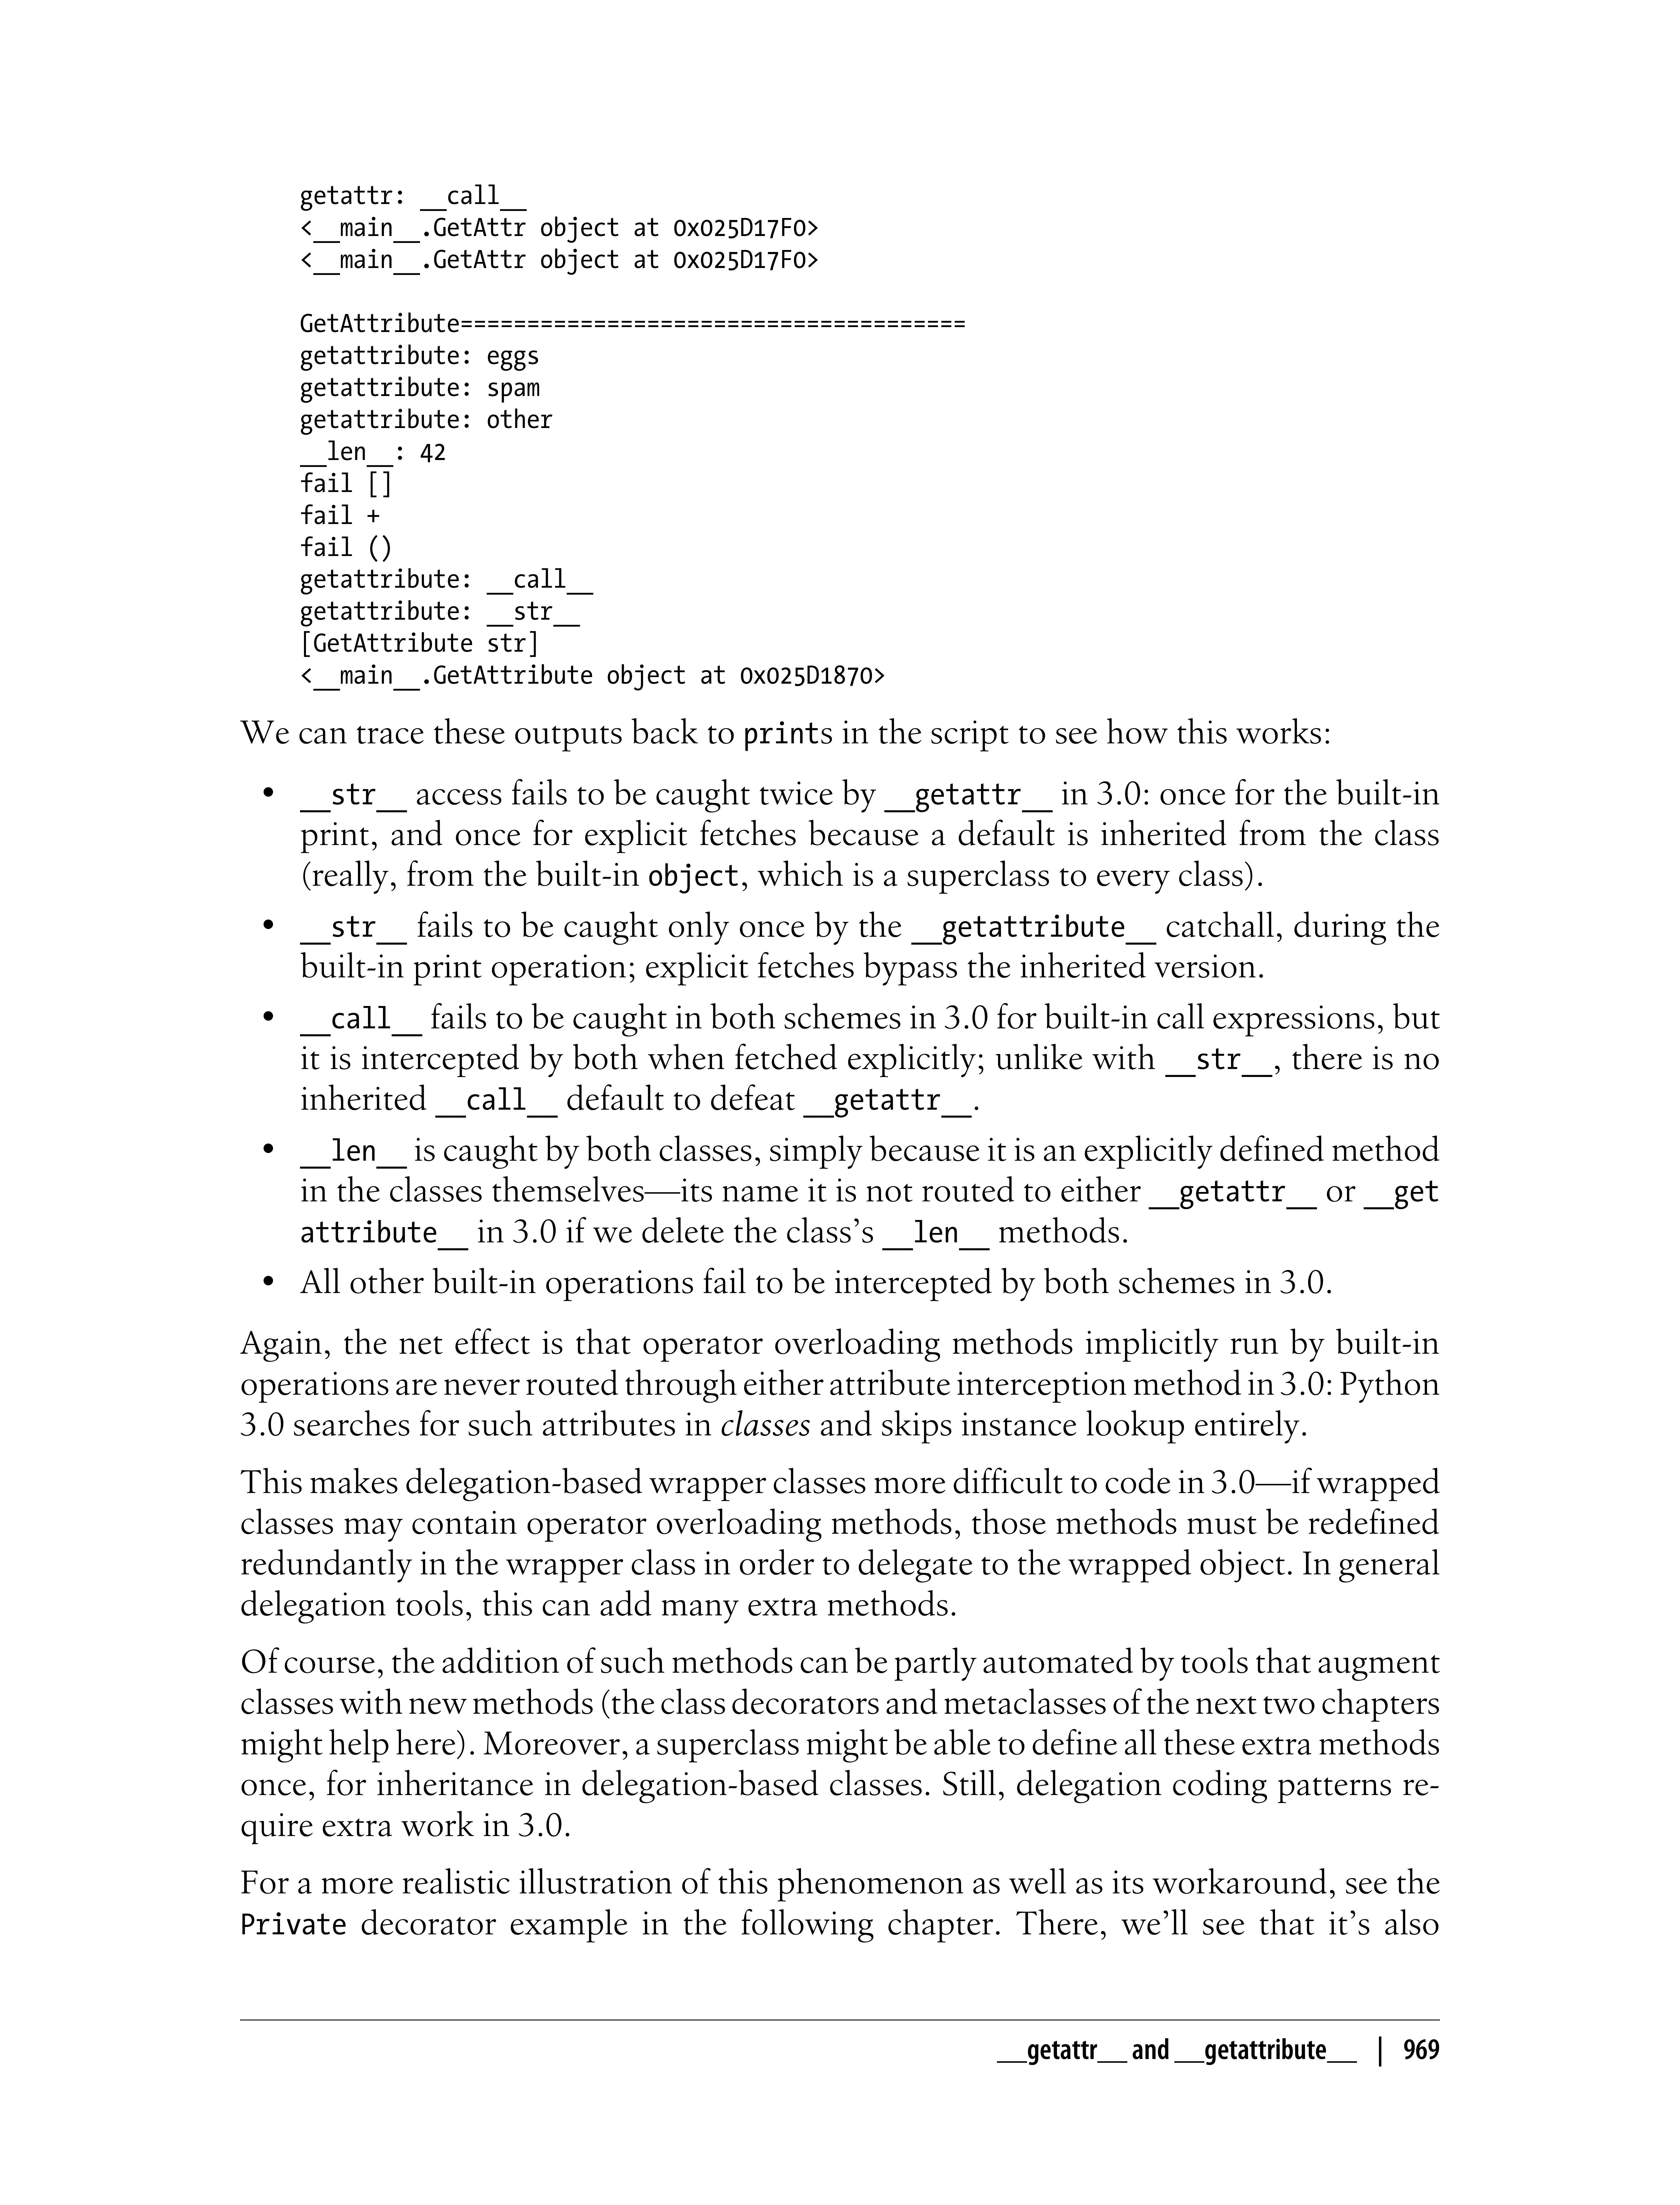 getattr: __call__
<__main__.GetAttr object at 0x025D17F0>
<__main__.GetAttr object at 0x025D17F0>
GetAttribute======================================
getattribute: eggs
getattribute: spam
getattribute: other
__len__: 42
fail []
fail +
fail ()
getattribute: __call__
getattribute: __str__
[GetAttribute str]
<__main__.GetAttribute object at 0x025D1870>
We can trace these outputs back to prints in the script to see how this works:
• __str__ access fails to be caught twice by __getattr__ in 3.0: once for the built-in
print, and once for explicit fetches because a default is inherited from the class
(really, from the built-in object, which is a superclass to every class).
• __str__ fails to be caught only once by the __getattribute__ catchall, during the
built-in print operation; explicit fetches bypass the inherited version.
• __call__ fails to be caught in both schemes in 3.0 for built-in call expressions, but
it is intercepted by both when fetched explicitly; unlike with __str__, there is no
inherited __call__ default to defeat __getattr__.
• __len__ is caught by both classes, simply because it is an explicitly defined method
in the classes themselves—its name it is not routed to either __getattr__ or __get
attribute__ in 3.0 if we delete the class’s __len__ methods.
• All other built-in operations fail to be intercepted by both schemes in 3.0.
Again, the net effect is that operator overloading methods implicitly run by built-in
operations are never routed through either attribute interception method in 3.0: Python
3.0 searches for such attributes in classes and skips instance lookup entirely.
This makes delegation-based wrapper classes more difficult to code in 3.0—if wrapped
classes may contain operator overloading methods, those methods must be redefined
redundantly in the wrapper class in order to delegate to the wrapped object. In general
delegation tools, this can add many extra methods.
Of course, the addition of such methods can be partly automated by tools that augment
classes with new methods (the class decorators and metaclasses of the next two chapters
might help here). Moreover, a superclass might be able to define all these extra methods
once, for inheritance in delegation-based classes. Still, delegation coding patterns re-
quire extra work in 3.0.
For a more realistic illustration of this phenomenon as well as its workaround, see the
Private decorator example in the following chapter. There, we’ll see that it’s also
__getattr__ and __getattribute__ | 969